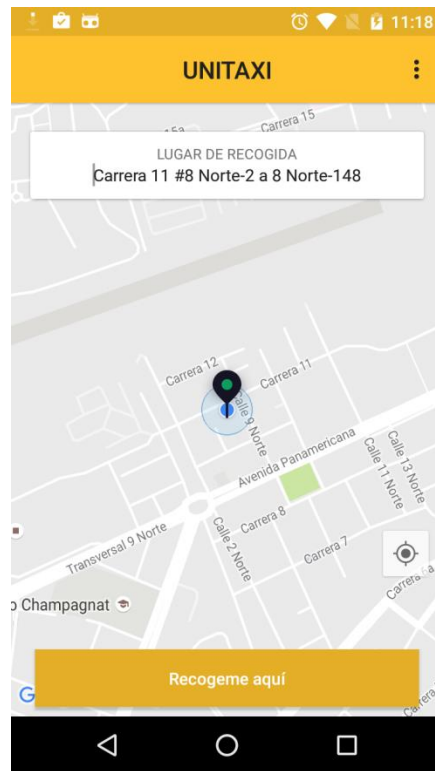 11:18
UNITAXI
Carrera 15
LUGAR DE RECOGIDA
Carrera 11 #8 Norte-2 a 8 Norte-148
Carrera 12
Carrera 11
Calle 9 Norte
Avenida Panamericana
Calle 11 Norte
Calle 13 Norte
Carrera 8
Calle 2 Norte
Carrera 7
Transversal 9 Norte
o Champagnat
Recogeme aquí
G